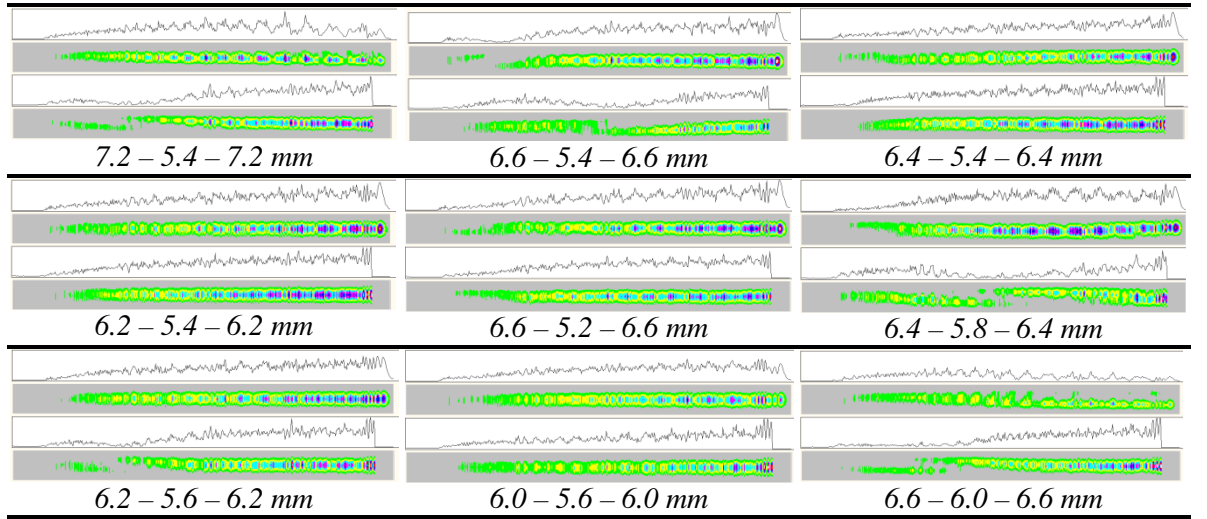 7.2 – 5.4 – 7.2 mm
6.6 – 5.4 – 6.6 mm
6.4 – 5.4 – 6.4 mm
6.2 – 5.4 – 6.2 mm
6.6 – 5.2 – 6.6 mm
6.4 – 5.8 – 6.4 mm
6.2 – 5.6 – 6.2 mm
6.0 – 5.6 – 6.0 mm
6.6 – 6.0 – 6.6 mm